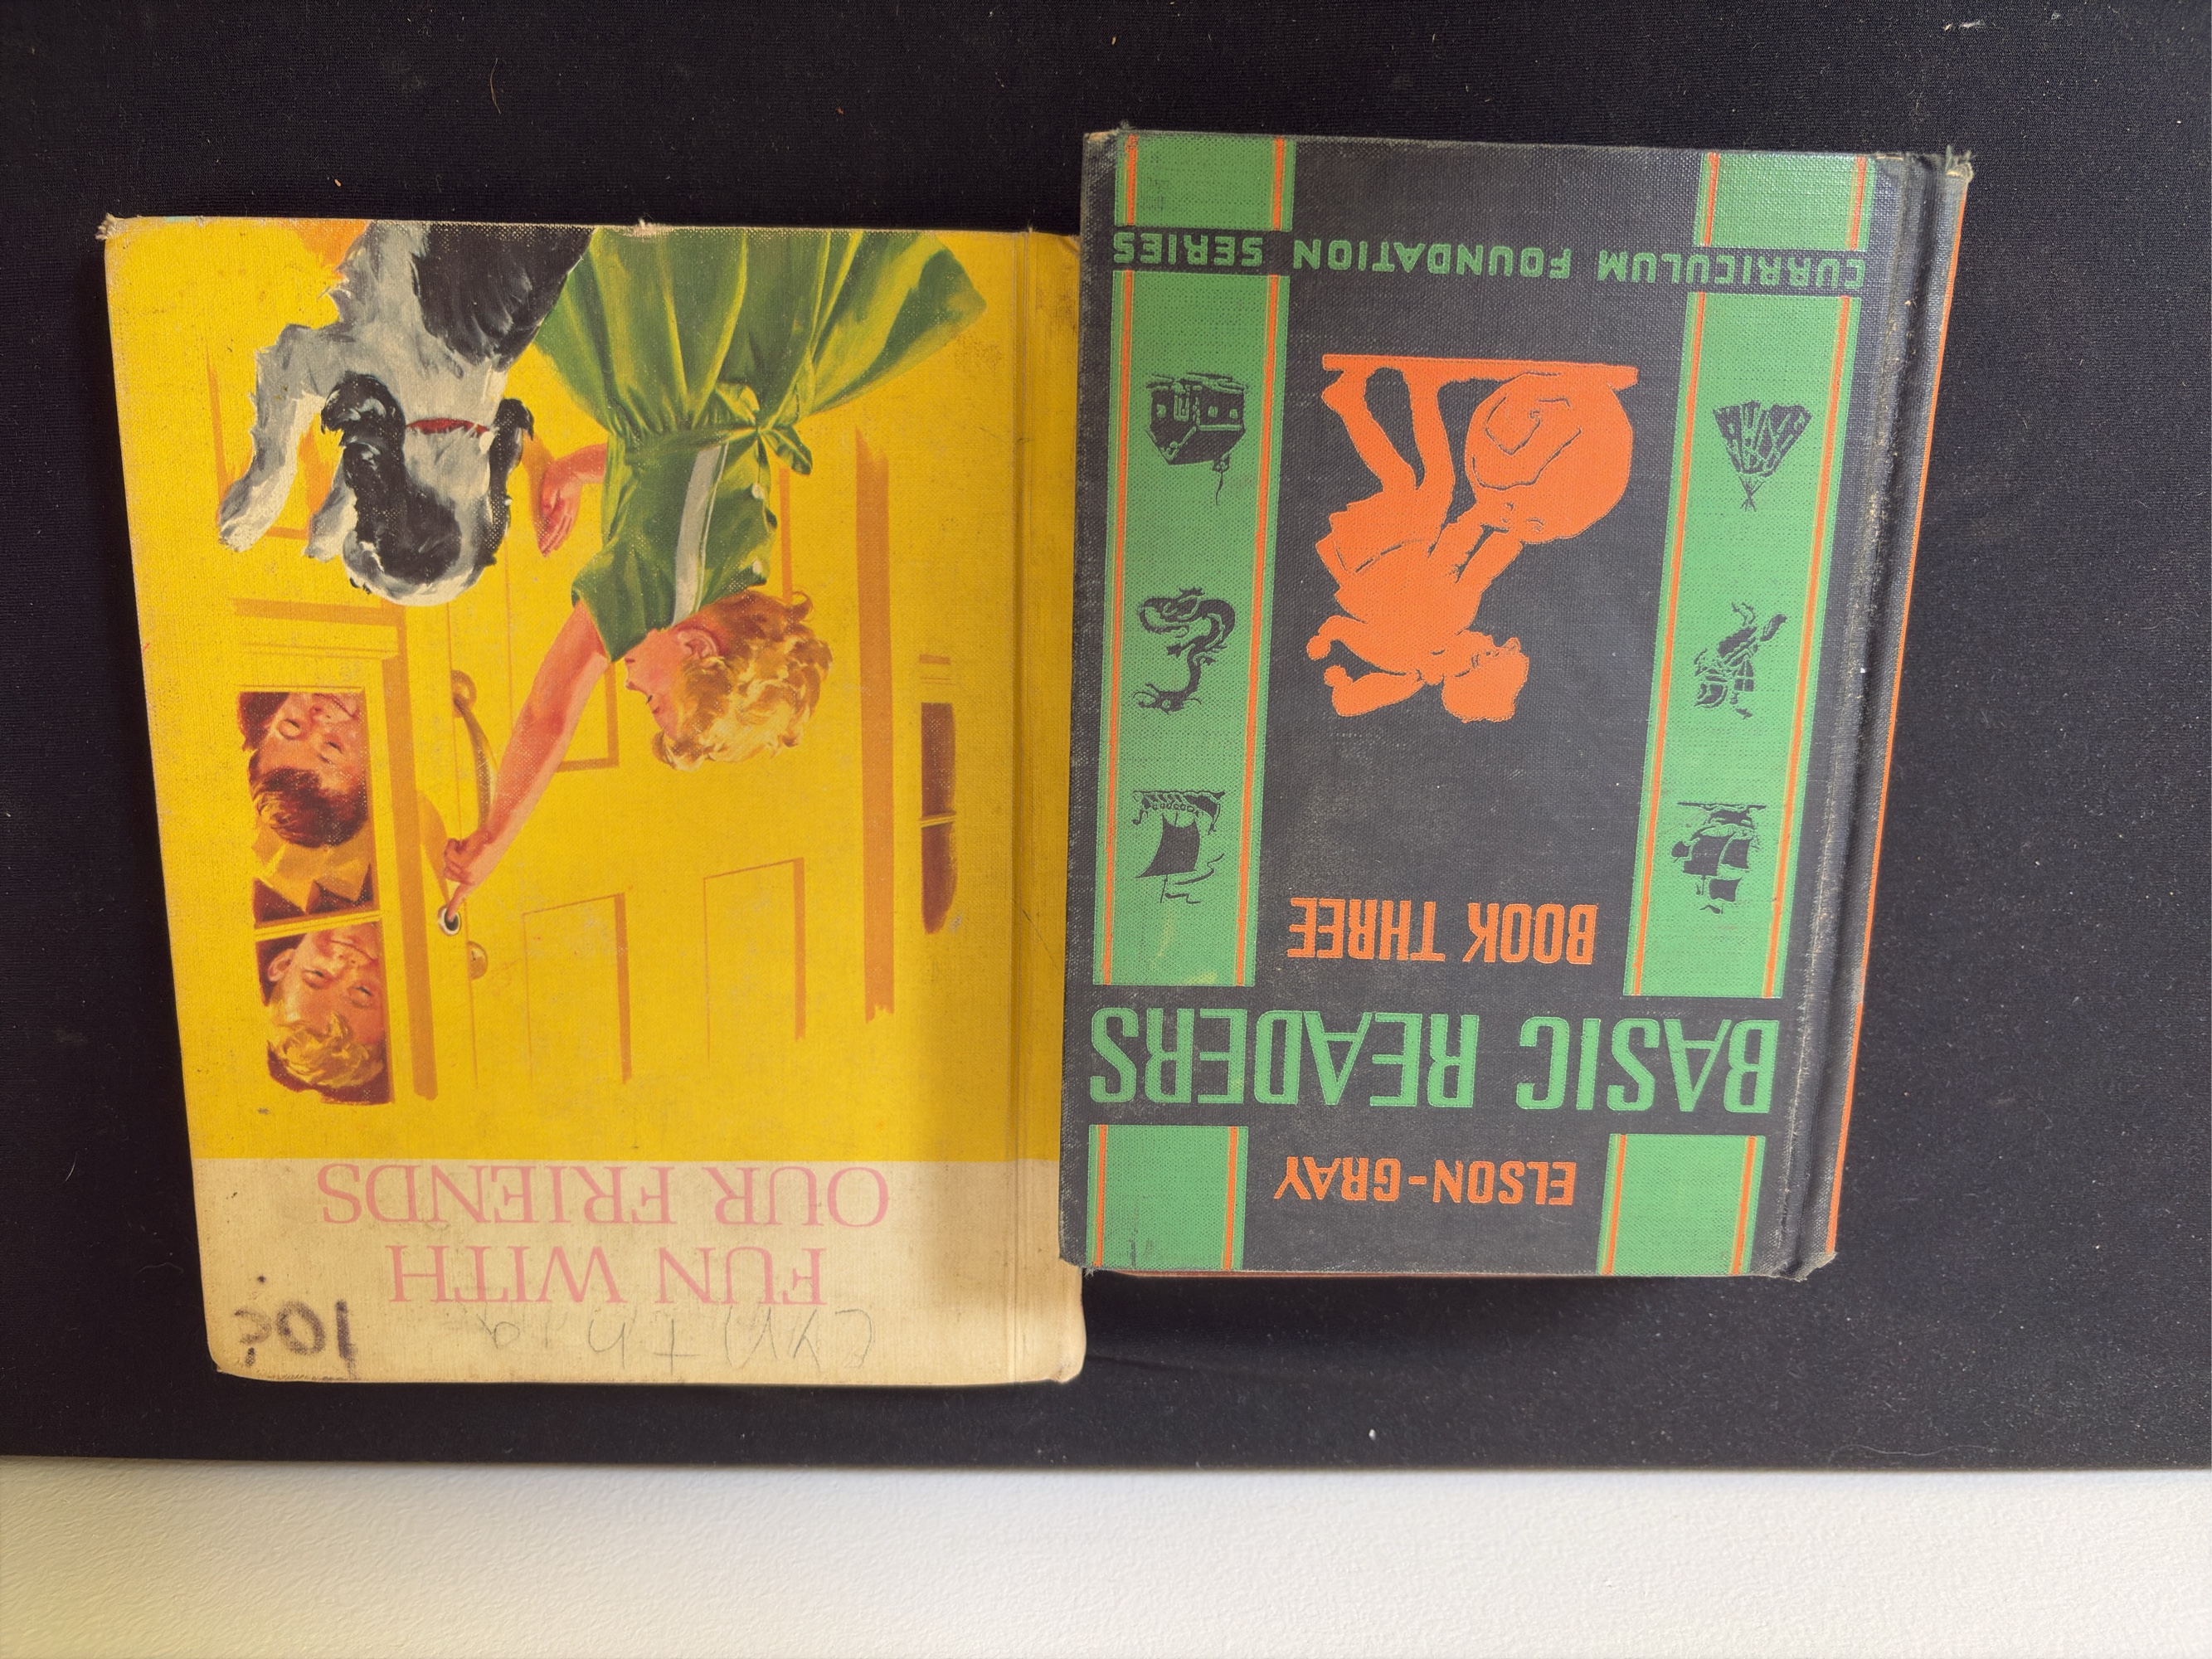 ELSON-GRAY
BASIC READERS
BOOK THREE
CURRICULUM FOUNDATION SERIES
Cynthia
10¢
FUN WITH
OUR FRIENDS